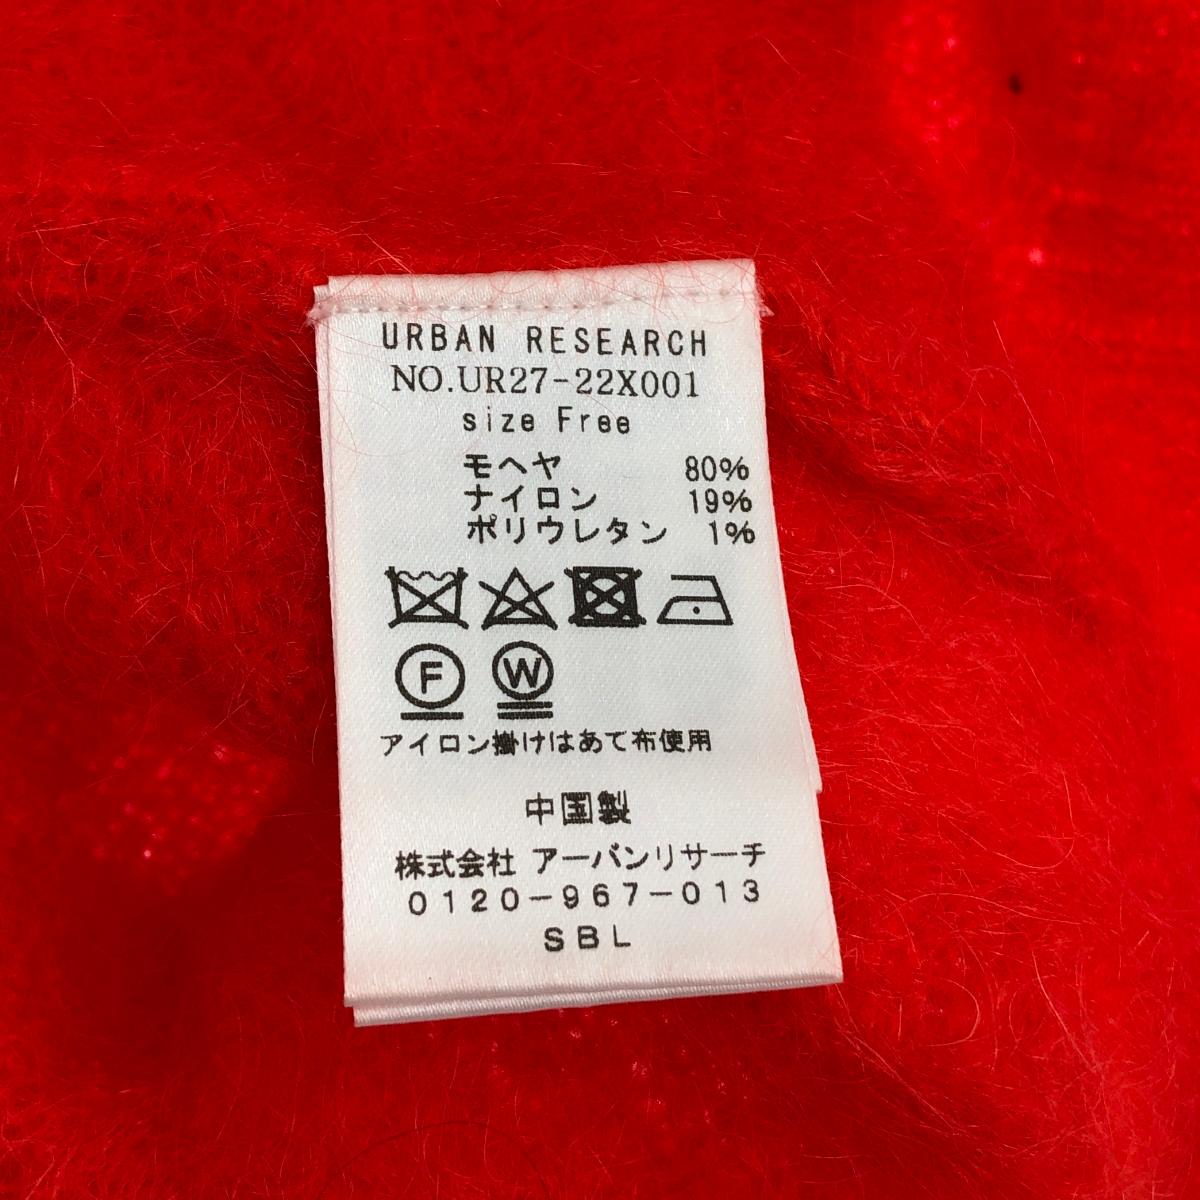 URBAN RESEARCH
NO.UR27-22X001
size Free
モヘヤ 80%
ナイロン 19%
ポリウレタン 1%
F W
アイロン掛けはあて布使用
中国製
株式会社 アーバンリサーチ
0120-967-013
SBL